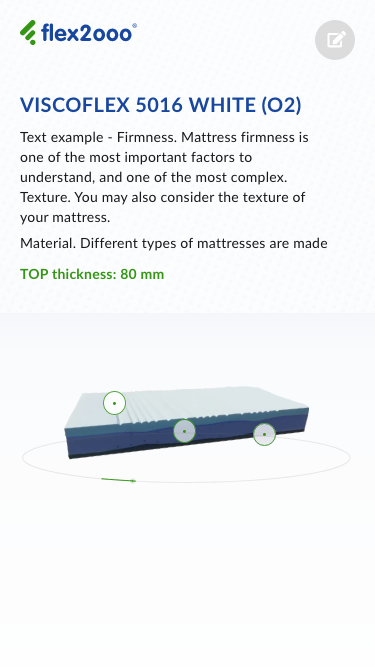 flex2000®
VISCOFLEX 5016 WHITE (O2)
Text example - Firmness. Mattress firmness is
one of the most important factors to
understand, and one of the most complex.
Texture. You may also consider the texture of
your mattress.
Material. Different types of mattresses are made
TOP thickness: 80 mm